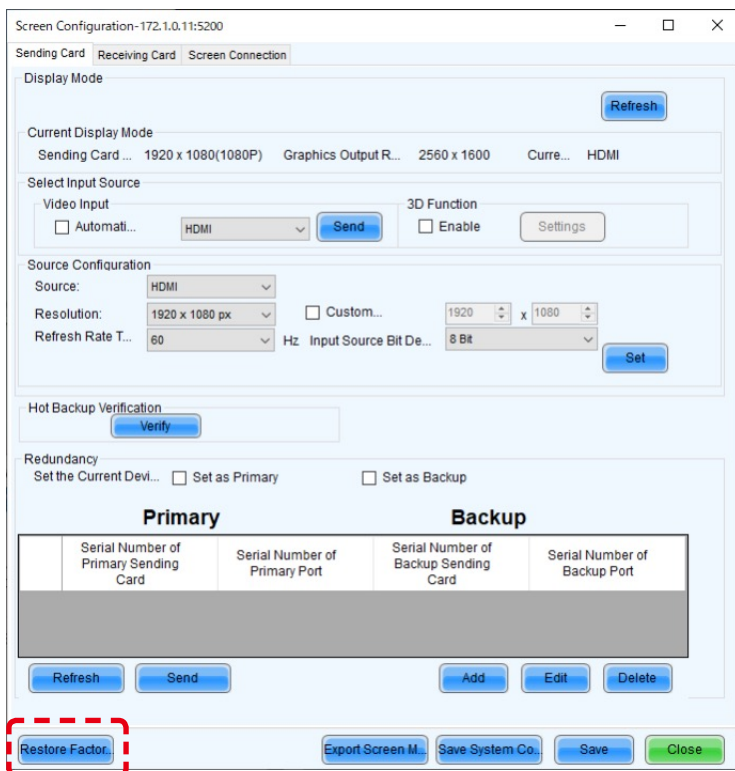 Screen Configuration-172.1.0.11:5200
Sending Card Receiving Card Screen Connection
Display Mode
Refresh
Current Display Mode
Sending Card ... 1920 x 1080(1080P) Graphics Output R... 2560 x 1600 Curre... HDMI
Select Input Source
Video Input 3D Function
Automati... HDMI Send Enable Settings
Source Configuration
Source: HDMI
Resolution: 1920 x 1080 px Custom... 1920 x 1080
Refresh Rate T... 60 Hz Input Source Bit De... 8 Bit
Set
Hot Backup Verification
Verify
Redundancy
Set the Current Devi... Set as Primary Set as Backup
Primary Backup
Serial Number of Primary Sending Card Serial Number of Primary Port Serial Number of Backup Sending Card Serial Number of Backup Port
Refresh Send Add Edit Delete
Restore Factor... Export Screen M... Save System Co... Save Close